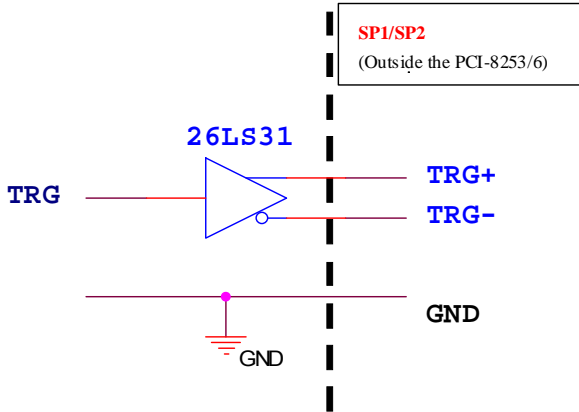 SP1/SP2
(Outside the PCI-8253/6)
26LS31
TRG
TRG+
TRG-
GND
GND